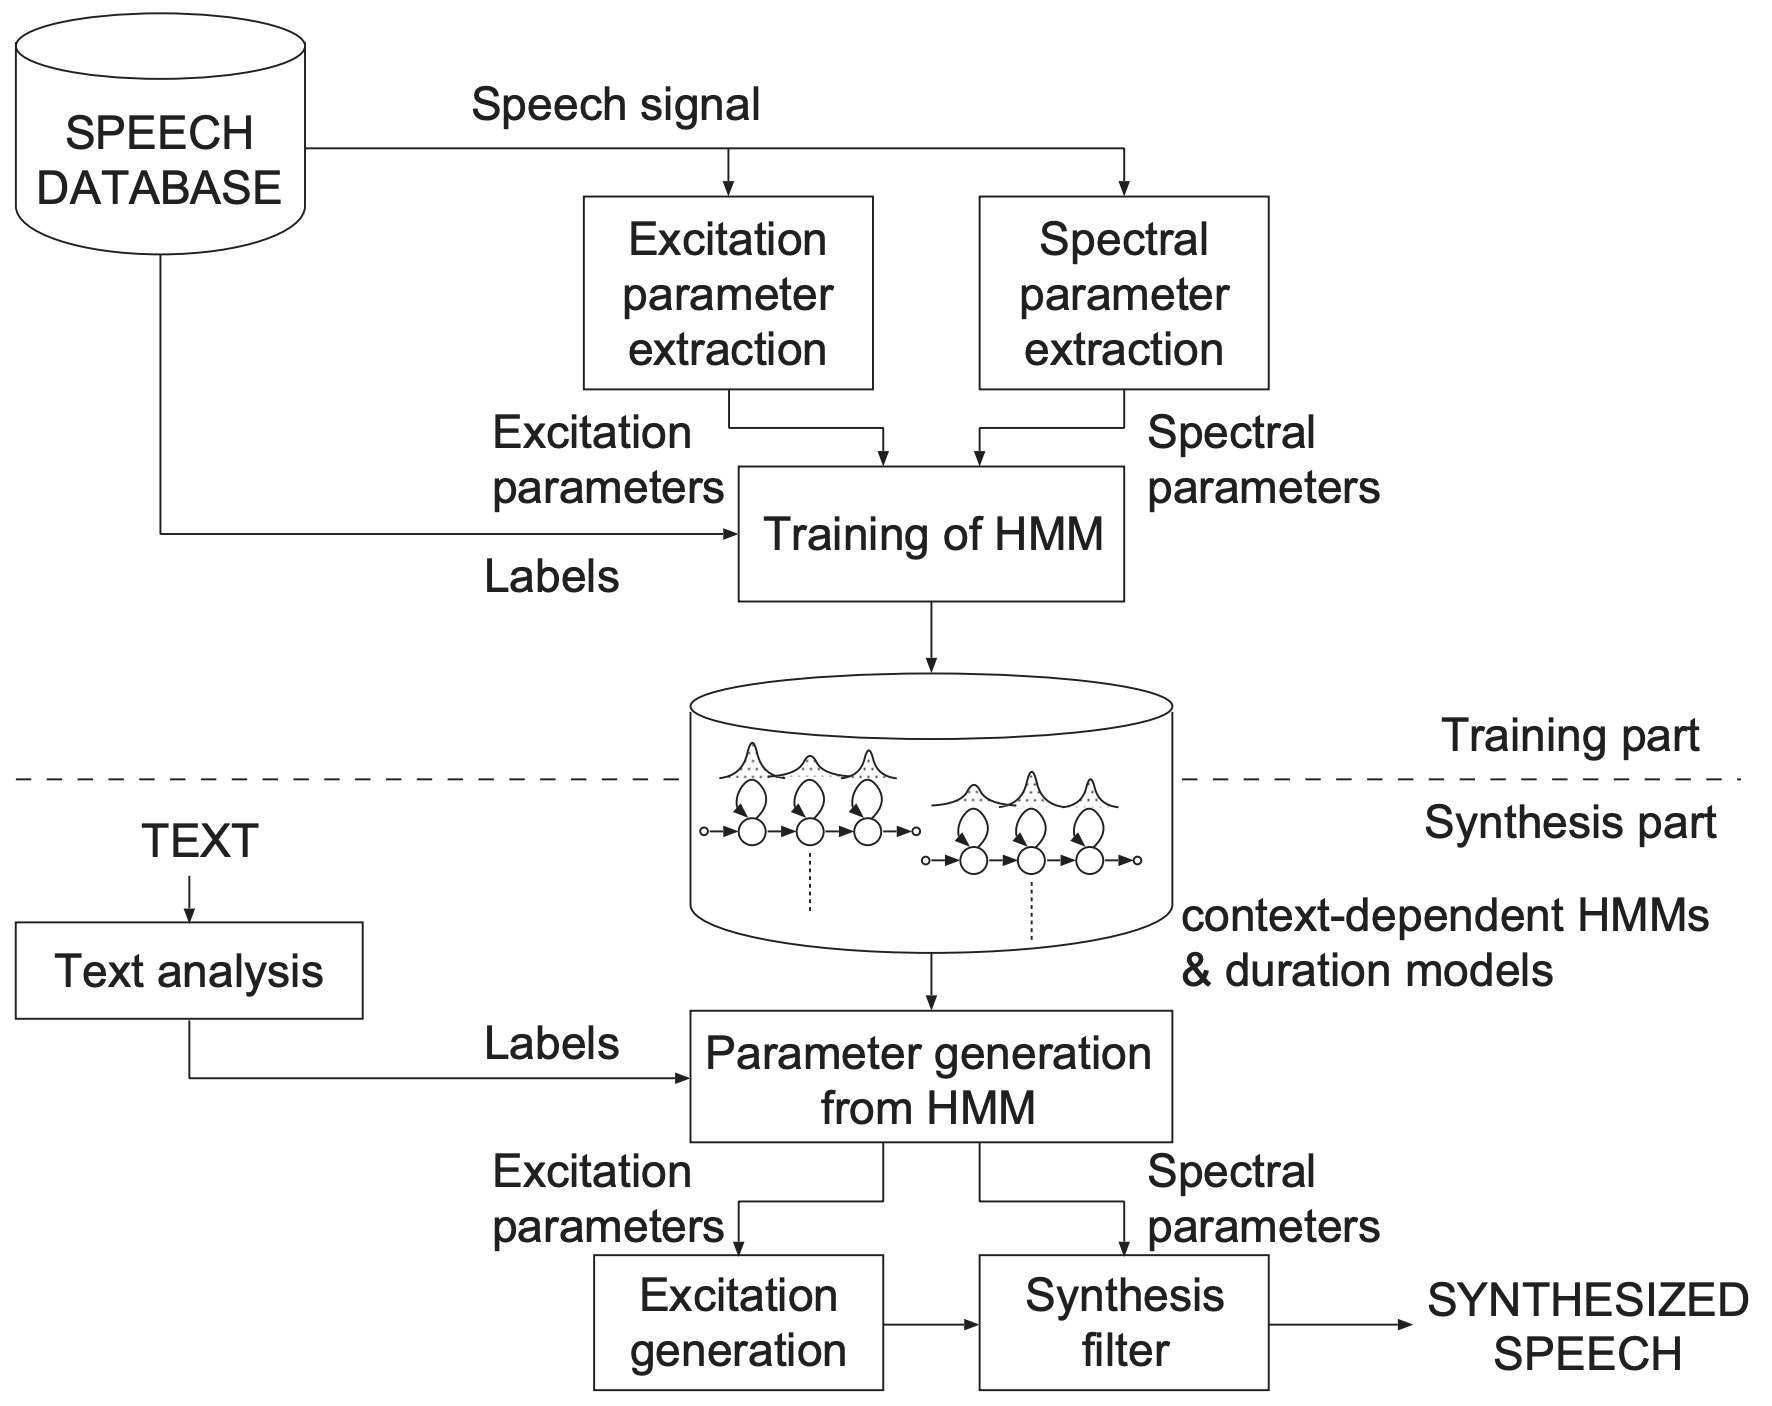 SPEECH
DATABASE
Speech signal
Excitation
parameter
extraction
Spectral
parameter
extraction
Excitation
parameters
Spectral
parameters
Training of HMM
Labels
Training part
Synthesis part
TEXT
context-dependent HMMs
& duration models
Text analysis
Labels
Parameter generation
from HMM
Excitation
parameters
Spectral
parameters
Excitation
generation
Synthesis
filter
SYNTHESIZED
SPEECH